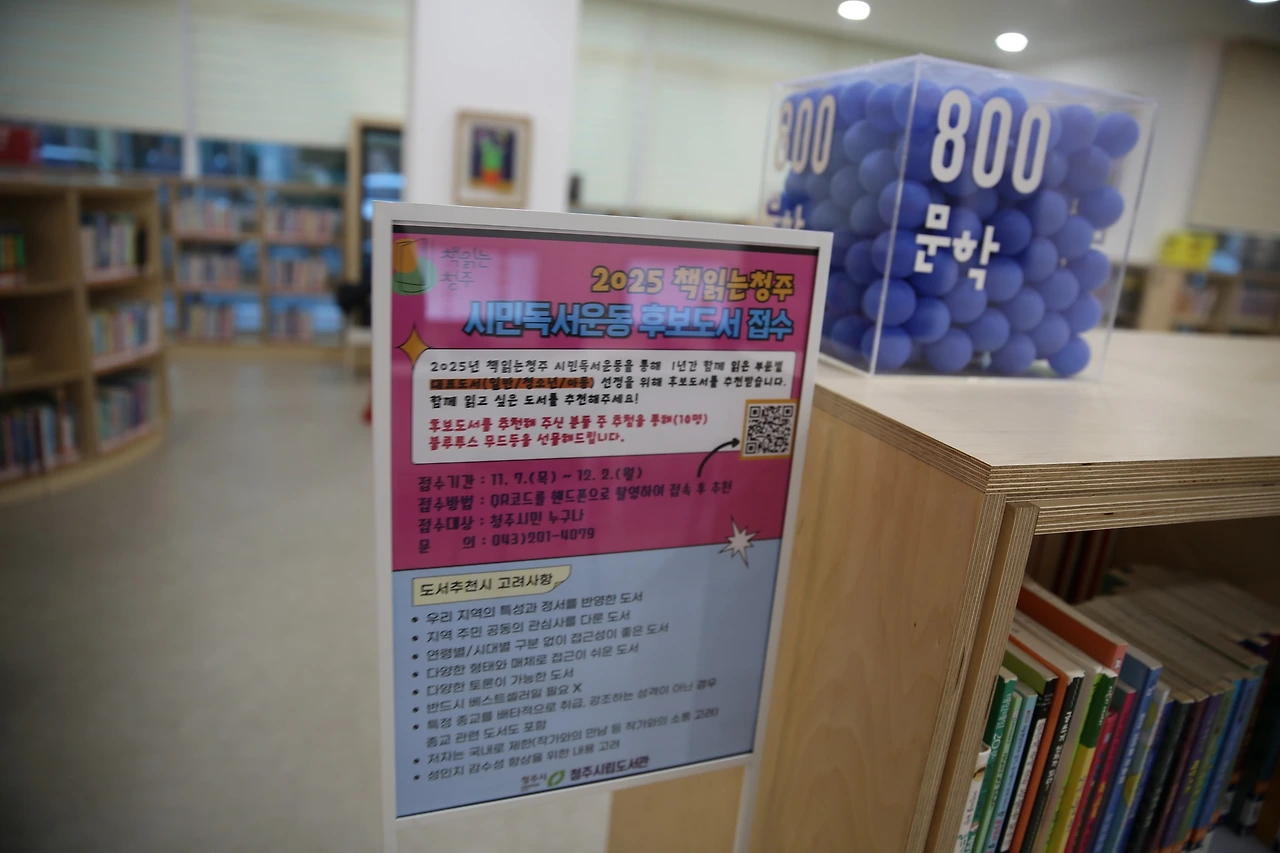 책읽는
청주
2025 책읽는청주
시민독서운동 후보도서 접수
2025년 책읽는청주 시민독서운동을 통해 1년간 함께 읽은 부문별
대표도서(일반/청소년/아동) 선정을 위해 후보도서를 추천받습니다.
함께 읽고 싶은 도서를 추천해주세요!
후보도서를 추천해 주신 분들 중 추첨을 통해(10명)
블루투스 무드등을 선물해드립니다.
접수기간 : 11. 7.(목) ~ 12. 2.(월)
접수방법 : QR코드를 핸드폰으로 촬영하여 접속 후 추천
접수대상 : 청주시민 누구나
문 의 : 043)201-4079
도서추천시 고려사항
• 우리 지역의 특성과 정서를 반영한 도서
• 지역 주민 공동의 관심사를 다룬 도서
• 연령별/시대별 구분 없이 접근성이 좋은 도서
• 다양한 형태와 매체로 접근이 쉬운 도서
• 다양한 토론이 가능한 도서
• 반드시 베스트셀러일 필요 X
• 특정 종교를 배타적으로 취급, 강조하는 성격이 아닌 경우
종교 관련 도서도 포함
• 저자는 국내로 제한(작가와의 만남 등 작가와의 소통 고려)
• 성인지 감수성 향상을 위한 내용 고려
청주시
청주시립도서관
800
문학
800
문학